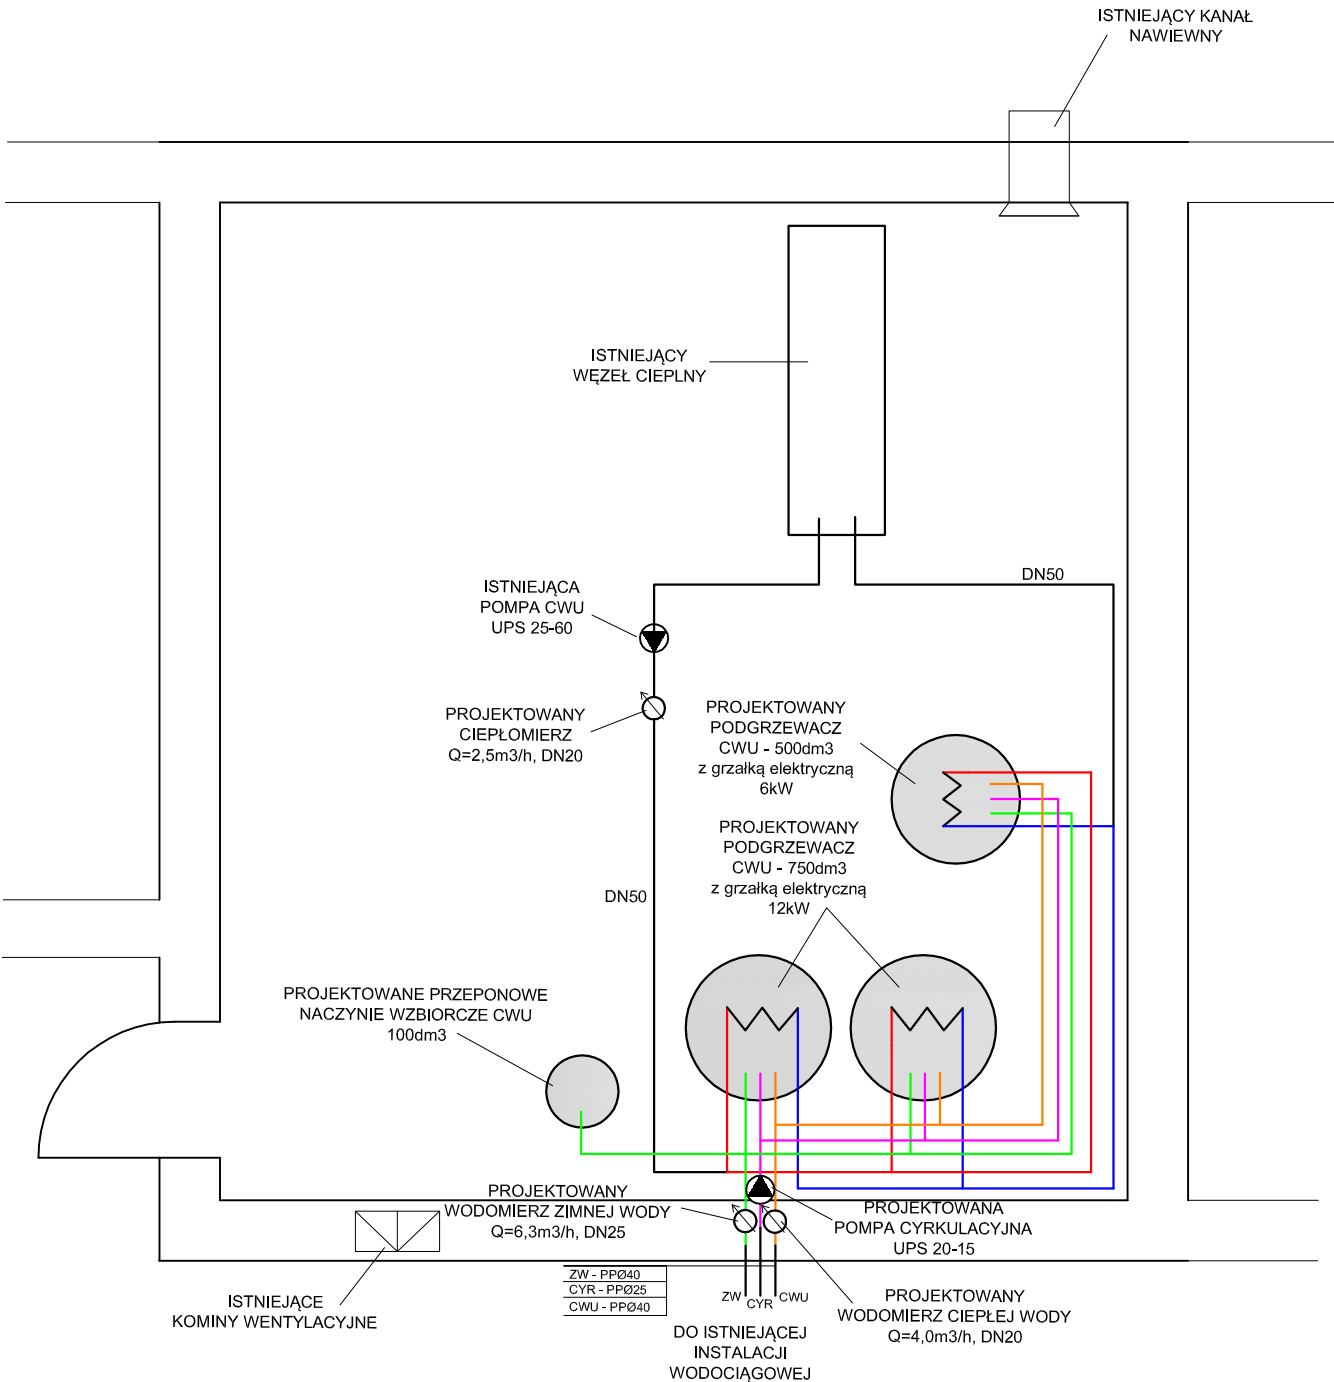 ISTNIEJĄCY KANAŁ
NAWIEWNY
ISTNIEJĄCY
WĘZEŁ CIEPLNY
DN50
ISTNIEJĄCA
POMPA CWU
UPS 25-60
PROJEKTOWANY
CIEPŁOMIERZ
Q=2,5m3/h, DN20
PROJEKTOWANY
PODGRZEWACZ
CWU - 500dm3
z grzałką elektryczną
6kW
PROJEKTOWANY
PODGRZEWACZ
CWU - 750dm3
z grzałką elektryczną
12kW
DN50
PROJEKTOWANE PRZEPONOWE
NACZYNIE WZBIORCZE CWU
100dm3
PROJEKTOWANY
WODOMIERZ ZIMNEJ WODY
Q=6,3m3/h, DN25
PROJEKTOWANA
POMPA CYRKULACYJNA
UPS 20-15
ISTNIEJĄCE
KOMINY WENTYLACYJNE
ZW - PPØ40
CYR - PPØ25
CWU - PPØ40
ZW
CYR
CWU
PROJEKTOWANY
WODOMIERZ CIEPŁEJ WODY
Q=4,0m3/h, DN20
DO ISTNIEJĄCEJ
INSTALACJI
WODOCIĄGOWEJ